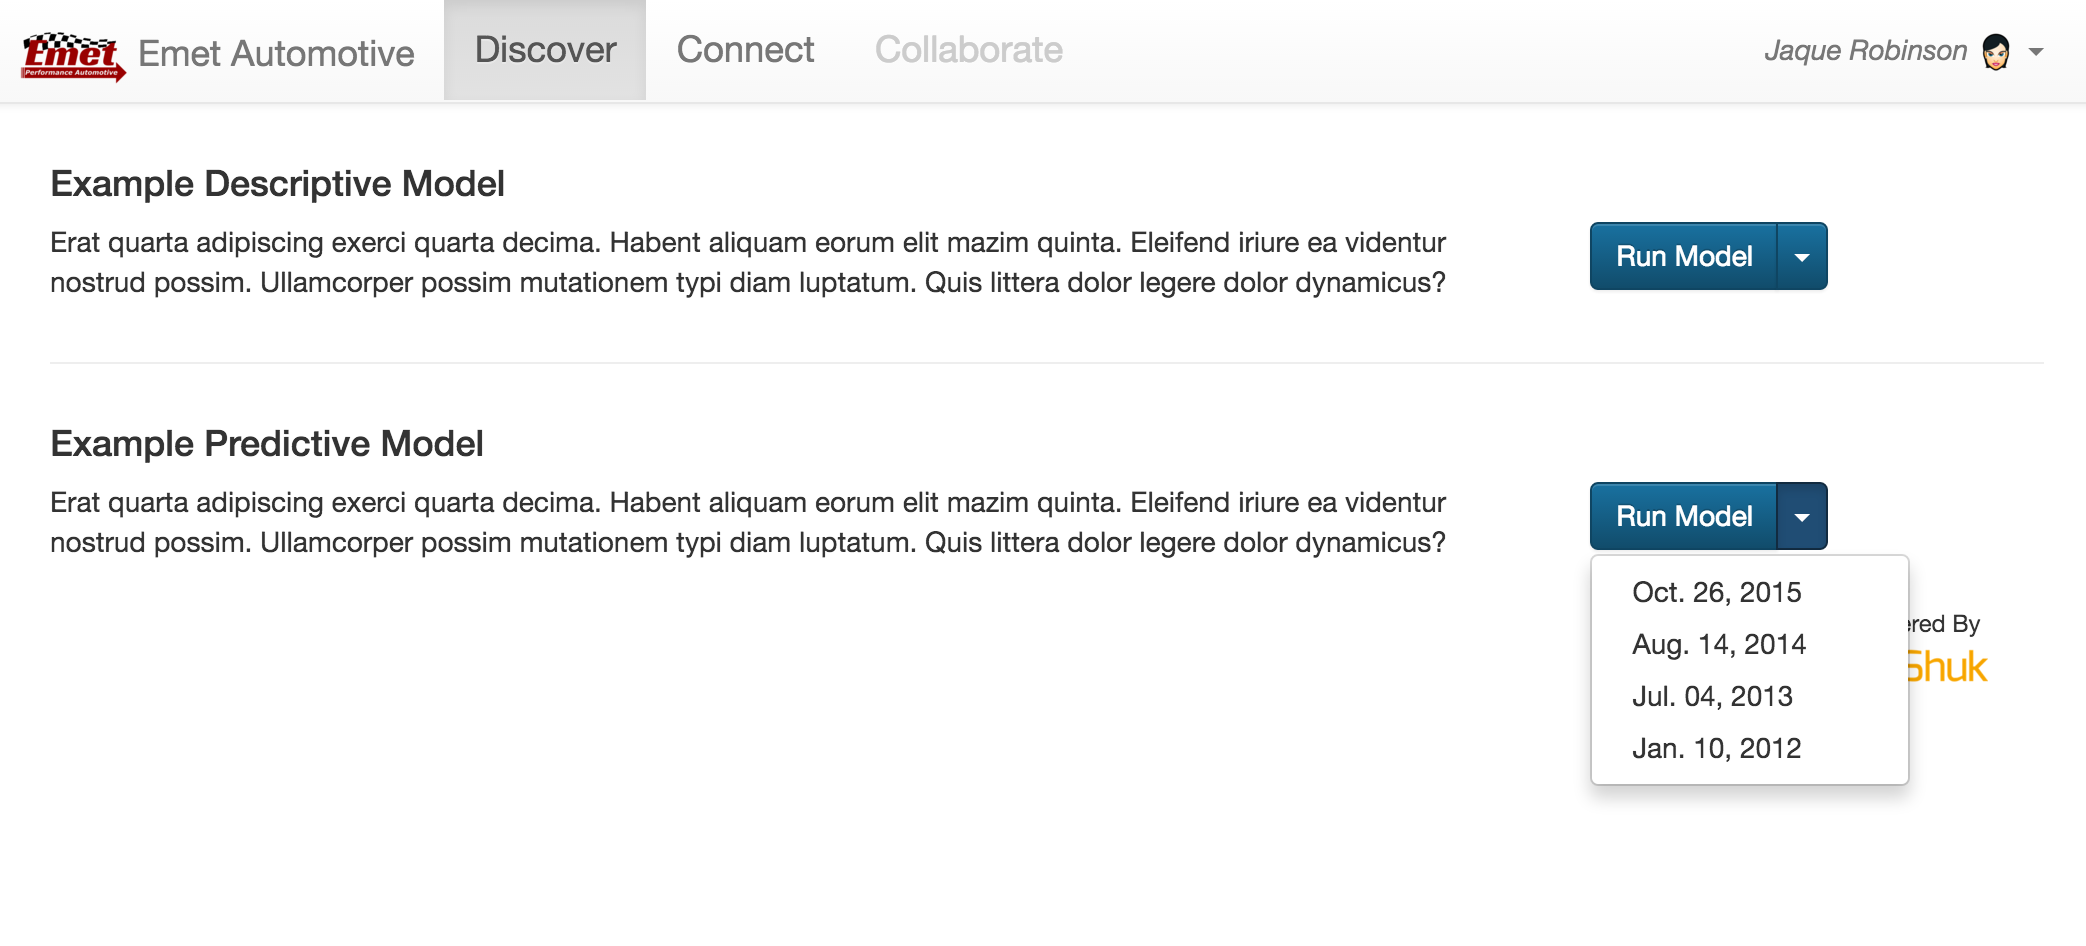 Emet
Performance Automotive
Emet Automotive
Discover
Connect
Collaborate
Jaque Robinson
Example Descriptive Model
Erat quarta adipiscing exerci quarta decima. Habent aliquam eorum elit mazim quinta. Eleifend iriure ea videntur
nostrud possim. Ullamcorper possim mutationem typi diam luptatum. Quis littera dolor legere dolor dynamicus?
Run Model
Example Predictive Model
Erat quarta adipiscing exerci quarta decima. Habent aliquam eorum elit mazim quinta. Eleifend iriure ea videntur
nostrud possim. Ullamcorper possim mutationem typi diam luptatum. Quis littera dolor legere dolor dynamicus?
Run Model
Oct. 26, 2015
Aug. 14, 2014
Jul. 04, 2013
Jan. 10, 2012
ered By
Shuk